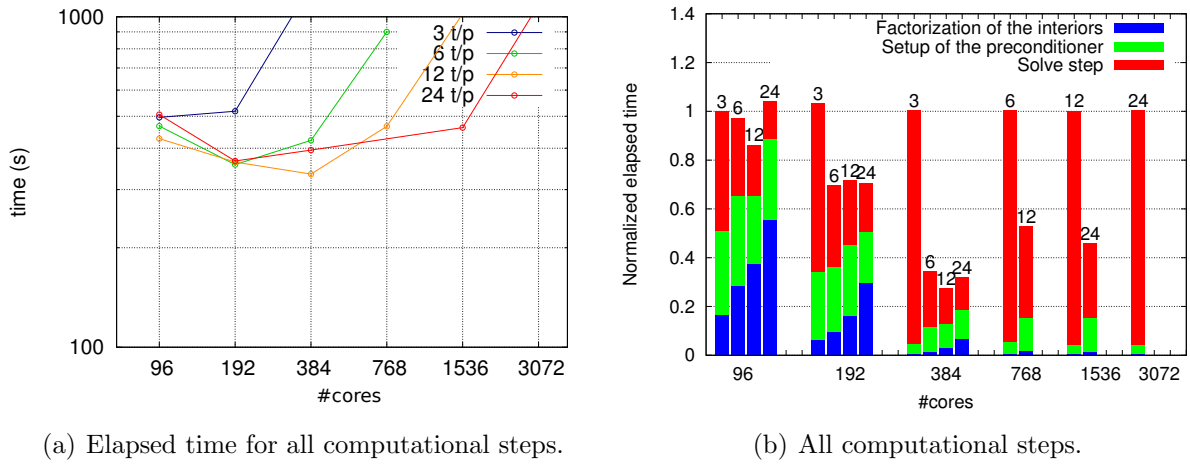 1000
100
time (s)
96 192 384 768 1536 3072
#cores
3 t/p
6 t/p
12 t/p
24 t/p
(a) Elapsed time for all computational steps.
1.4
1.2
1
0.8
0.6
0.4
0.2
0
Normalized elapsed time
Factorization of the interiors
Setup of the preconditioner
Solve step
3 6 12 24
3 6 12 24
3 6 12 24
6 12
12 24
24
96 192 384 768 1536 3072
#cores
(b) All computational steps.